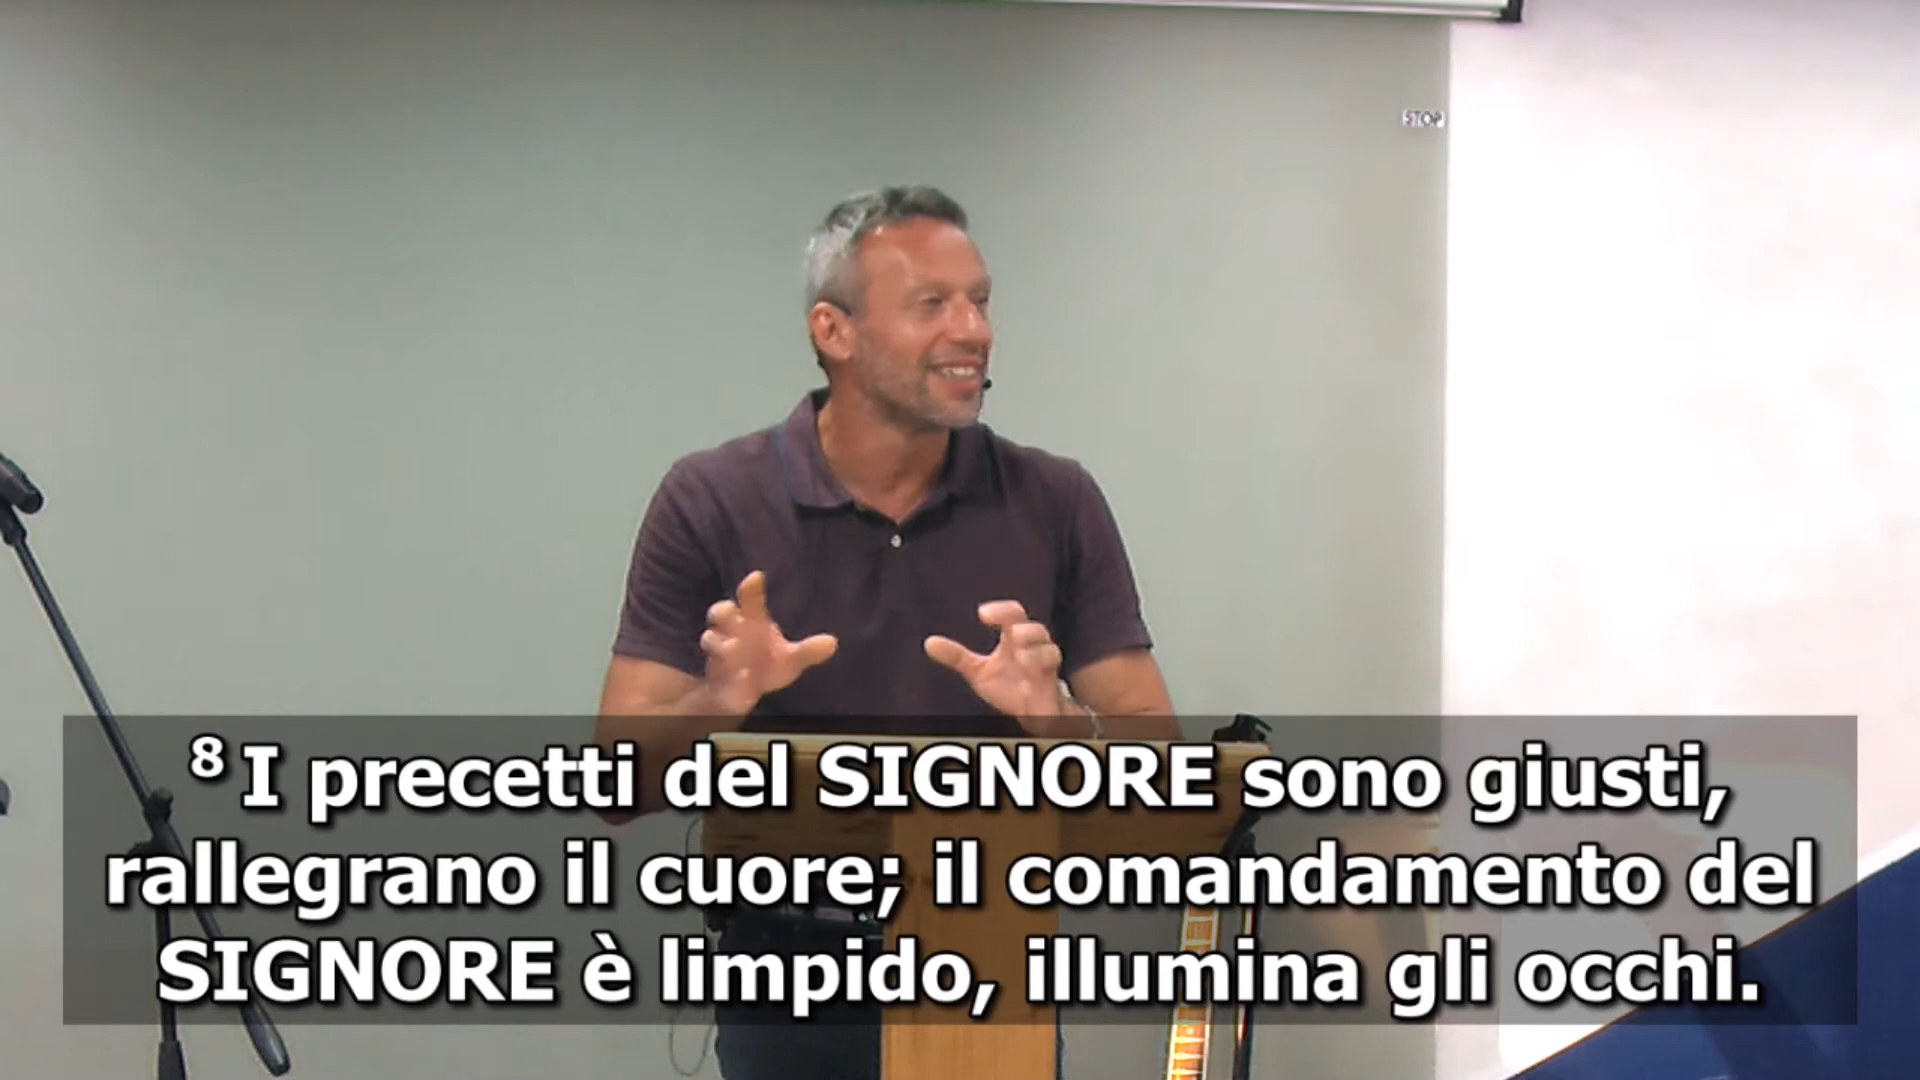 STOP
8 I precetti del SIGNORE sono giusti,
rallegrano il cuore; il comandamento del
SIGNORE è limpido, illumina gli occhi.